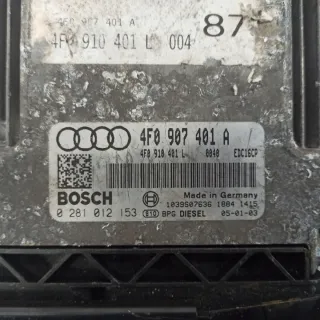 4F0 907 401 A
4F0 910 401 L 004
87
4F0 907 401 A
4F0 910 401 L 0040 EDC16CP
BOSCH
Made in Germany
1039S07636 1884 1415
0 281 012 153 BPG DIESEL 05-01-03